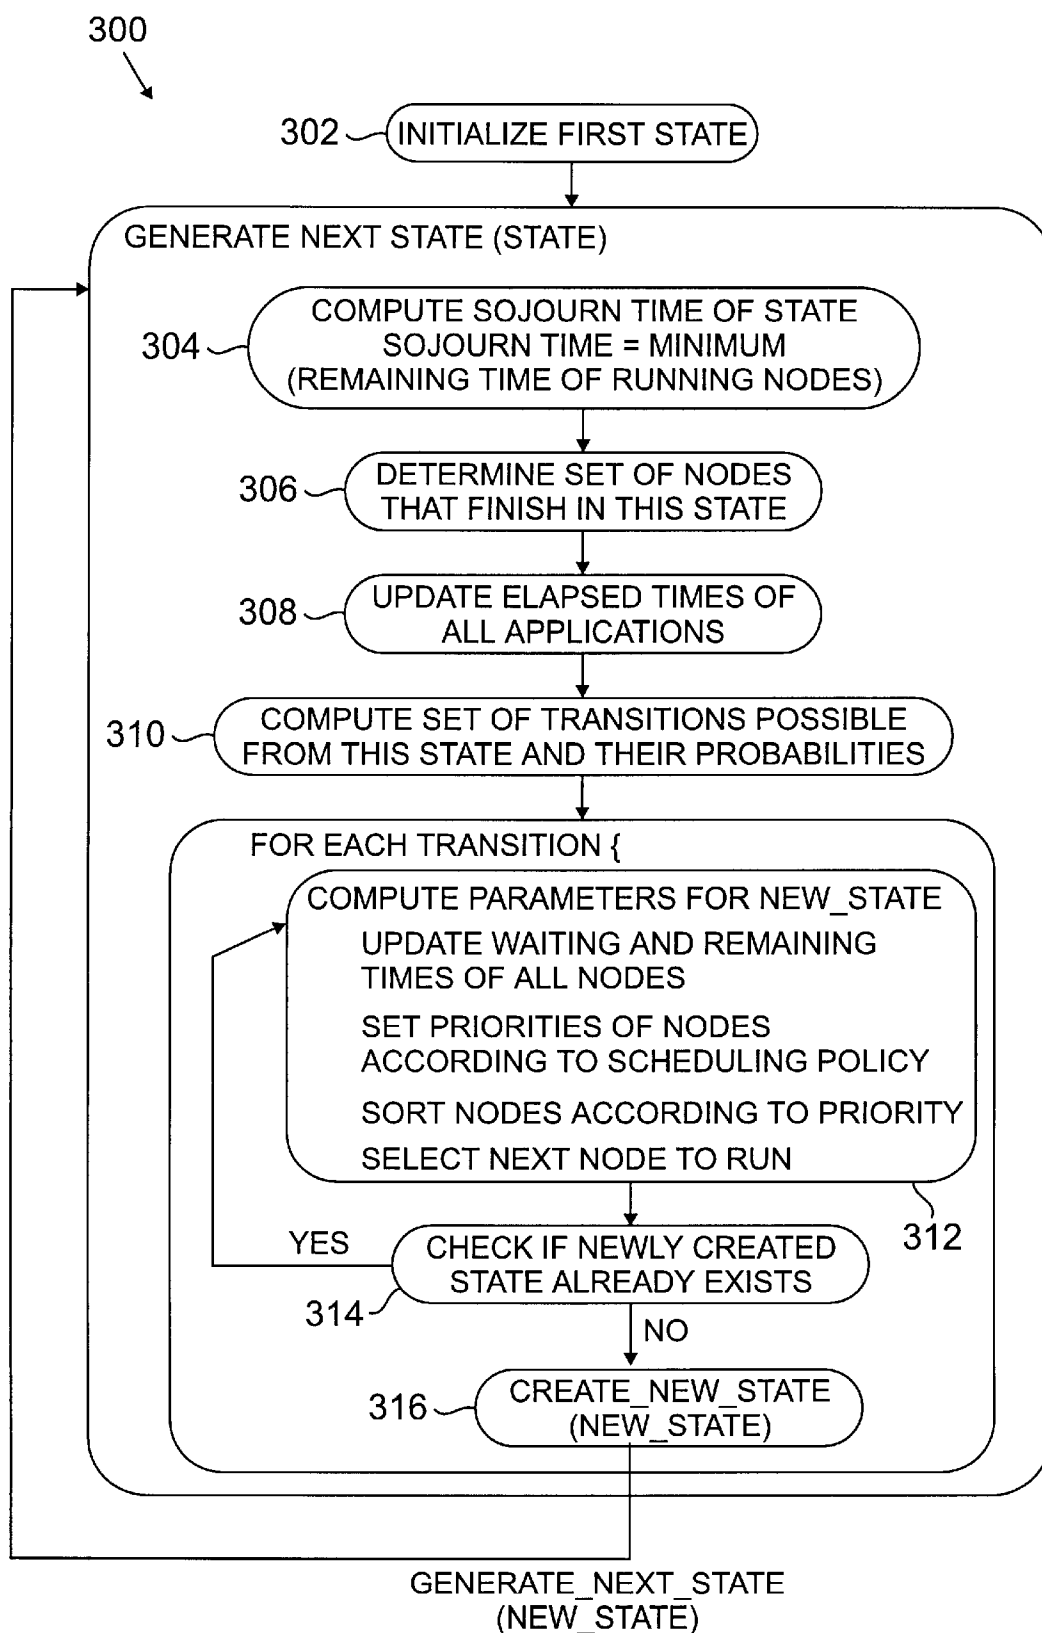 300
302
INITIALIZE FIRST STATE
GENERATE NEXT STATE (STATE)
304
COMPUTE SOJOURN TIME OF STATE
SOJOURN TIME = MINIMUM
(REMAINING TIME OF RUNNING NODES)
306
DETERMINE SET OF NODES
THAT FINISH IN THIS STATE
308
UPDATE ELAPSED TIMES OF
ALL APPLICATIONS
310
COMPUTE SET OF TRANSITIONS POSSIBLE
FROM THIS STATE AND THEIR PROBABILITIES
FOR EACH TRANSITION {
COMPUTE PARAMETERS FOR NEW_STATE
UPDATE WAITING AND REMAINING
TIMES OF ALL NODES
SET PRIORITIES OF NODES
ACCORDING TO SCHEDULING POLICY
SORT NODES ACCORDING TO PRIORITY
SELECT NEXT NODE TO RUN
312
YES
CHECK IF NEWLY CREATED
STATE ALREADY EXISTS
314
NO
316
CREATE_NEW_STATE
(NEW_STATE)
GENERATE_NEXT_STATE
(NEW_STATE)